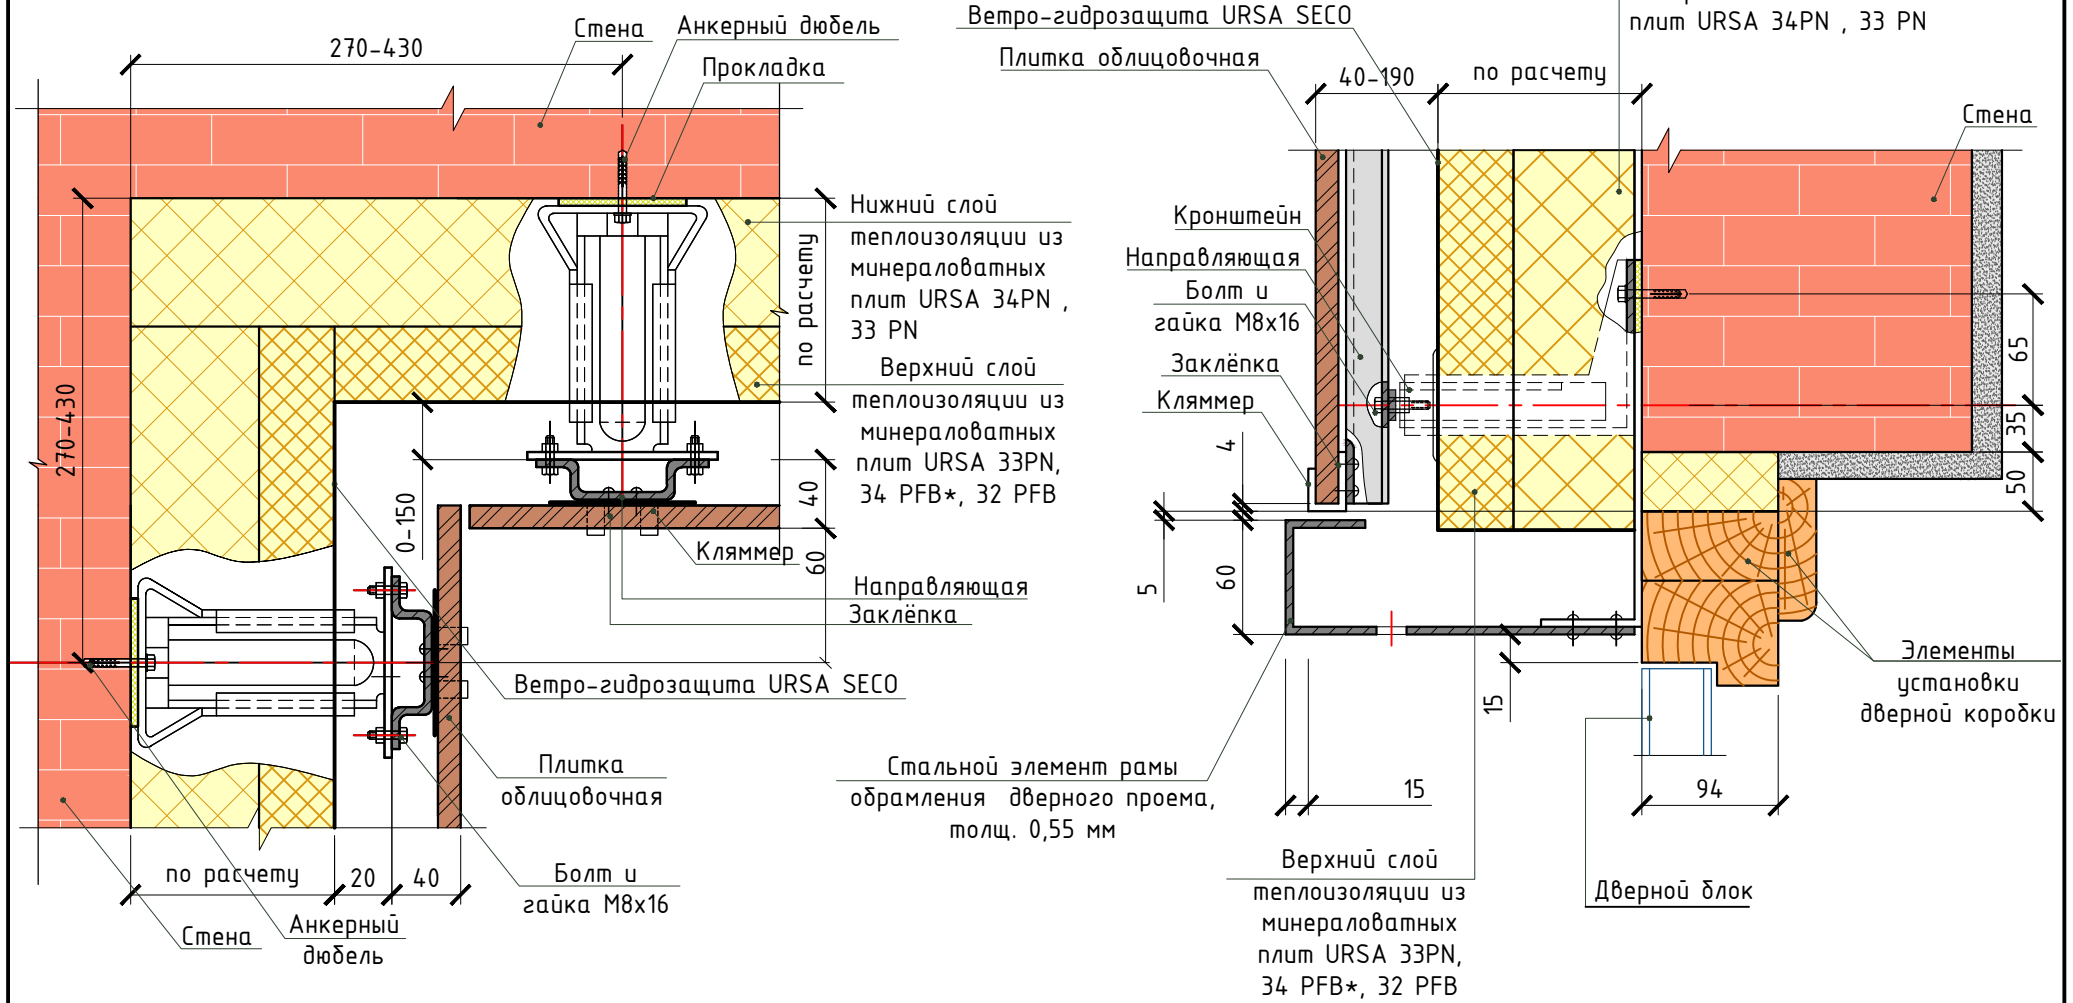 270-430
Стена
Анкерный дюбель
Прокладка
Нижний слой
теплоизоляции из
минераловатных
плит URSA 34PN ,
33 PN
по расчету
Верхний слой
теплоизоляции из
минераловатных
плит URSA 33PN,
34 PFB*, 32 PFB
270-430
0-150
40
60
Кляммер
Направляющая
Заклёпка
Ветро-гидрозащита URSA SECO
Плитка
облицовочная
Болт и
гайка М8х16
по расчету
20
40
Анкерный
дюбель
Стена
Ветро-гидрозащита URSA SECO
плит URSA 34PN , 33 PN
Плитка облицовочная
40-190
по расчету
Стена
Кронштейн
Направляющая
Болт и
гайка М8х16
Заклёпка
Кляммер
4
65
35
50
5
60
15
Элементы
установки
дверной коробки
Стальной элемент рамы
обрамления дверного проема,
толщ. 0,55 мм
15
94
Верхний слой
теплоизоляции из
минераловатных
плит URSA 33PN,
34 PFB*, 32 PFB
Дверной блок